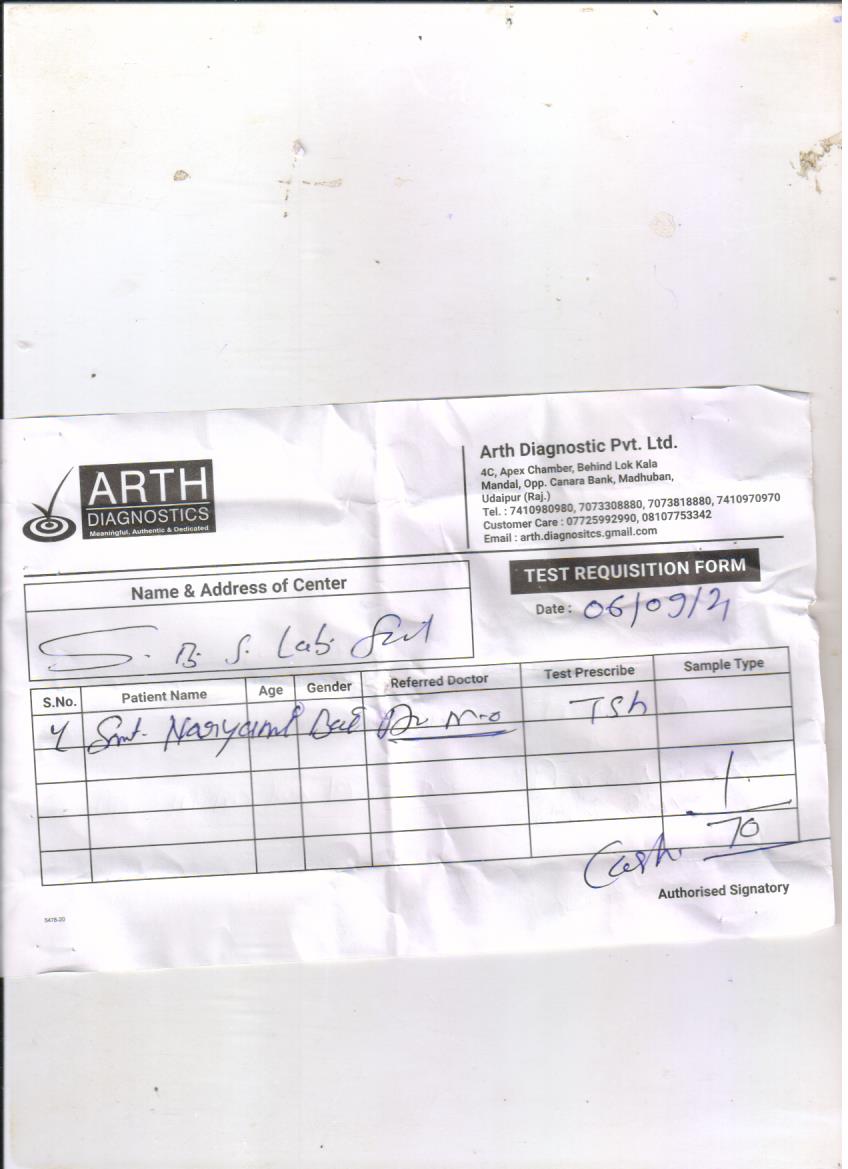 ARTH
DIAGNOSTICS
Meaningful, Authentic & Dedicated
Arth Diagnostic Pvt. Ltd.
4C, Apex Chamber, Behind Lok Kala
Mandal, Opp. Canara Bank, Madhuban,
Udaipur (Raj.)
Tel. : 7410980980, 7073308880, 7073818880, 7410970970
Customer Care : 07725992990, 08107753342
Email : arth.diagnositcs.gmail.com
Name & Address of Center
TEST REQUISITION FORM
Date : 06/09/21
S. B. S. Lab
S.No. Patient Name Age Gender Referred Doctor Test Prescribe Sample Type
Smt. Naryami Bai Dr TSh
1
70
Cash.
Authorised Signatory
5478-20